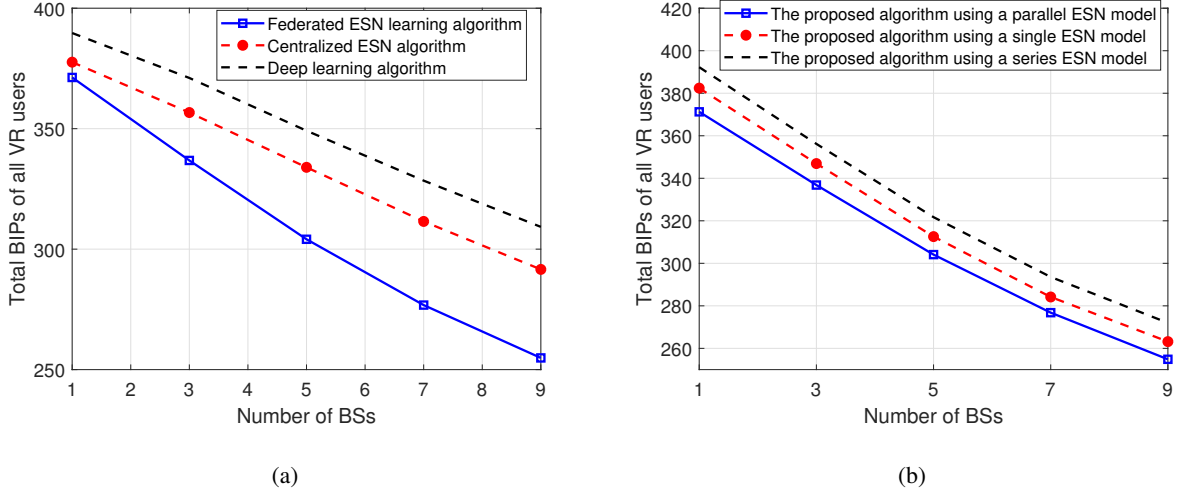 400
350
300
250
Total BIPs of all VR users
Federated ESN learning algorithm
Centralized ESN algorithm
Deep learning algorithm
1 2 3 4 5 6 7 8 9
Number of BSs
(a)
420
400
380
360
340
320
300
280
260
Total BIPs of all VR users
The proposed algorithm using a parallel ESN model
The proposed algorithm using a single ESN model
The proposed algorithm using a series ESN model
1 3 5 7 9
Number of BSs
(b)